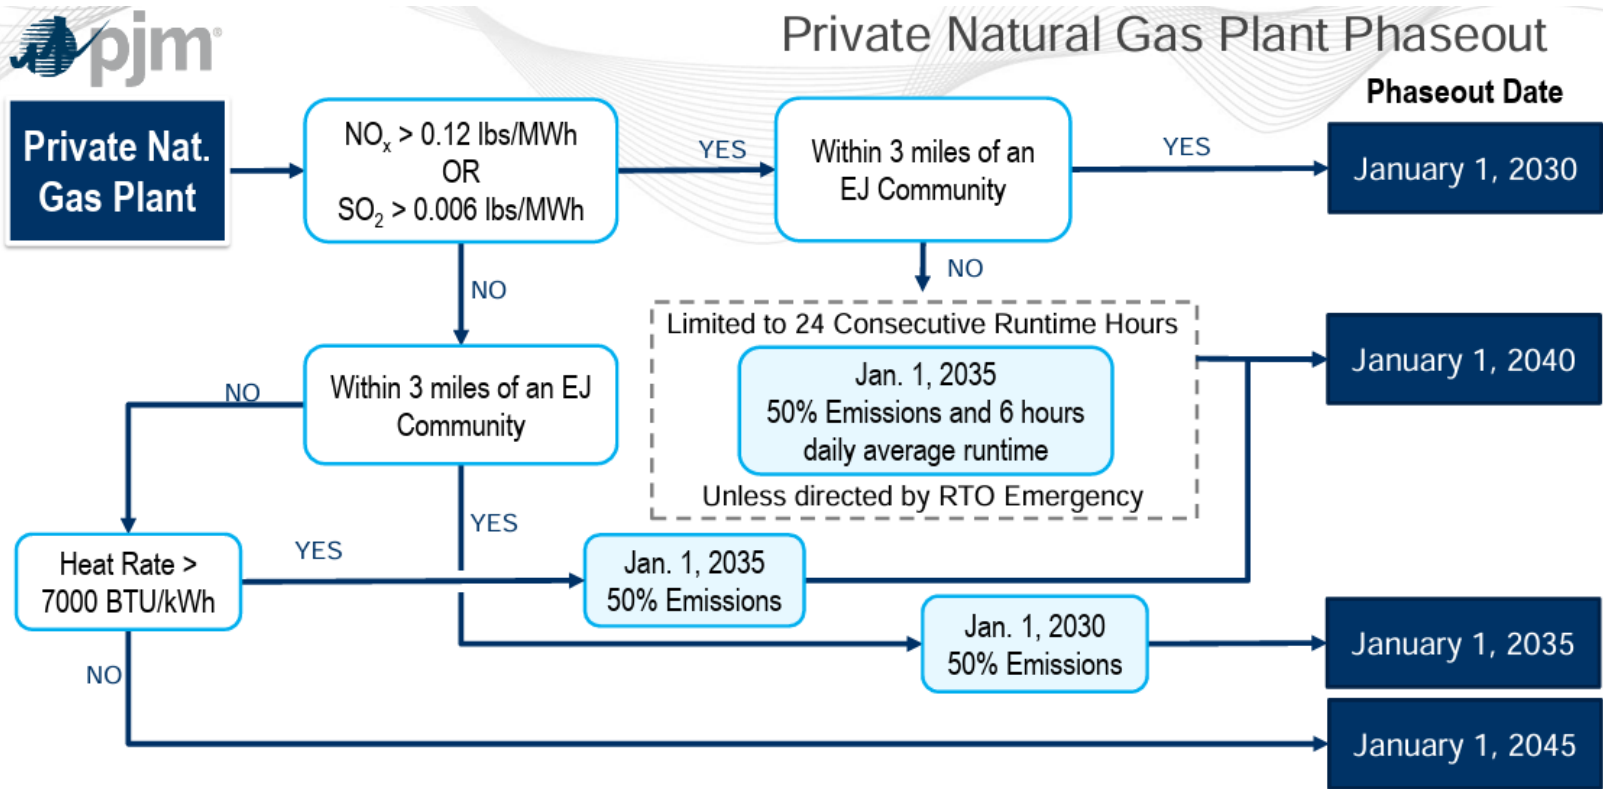 pjm®
Private Natural Gas Plant Phaseout
Phaseout Date
Private Nat.
Gas Plant
NOx > 0.12 lbs/MWh
OR
SO2 > 0.006 lbs/MWh
YES
Within 3 miles of an
EJ Community
YES
January 1, 2030
NO
NO
Limited to 24 Consecutive Runtime Hours
Jan. 1, 2035
50% Emissions and 6 hours
daily average runtime
Unless directed by RTO Emergency
January 1, 2040
Within 3 miles of an EJ
Community
NO
YES
Heat Rate >
7000 BTU/kWh
YES
Jan. 1, 2035
50% Emissions
Jan. 1, 2030
50% Emissions
January 1, 2035
NO
January 1, 2045